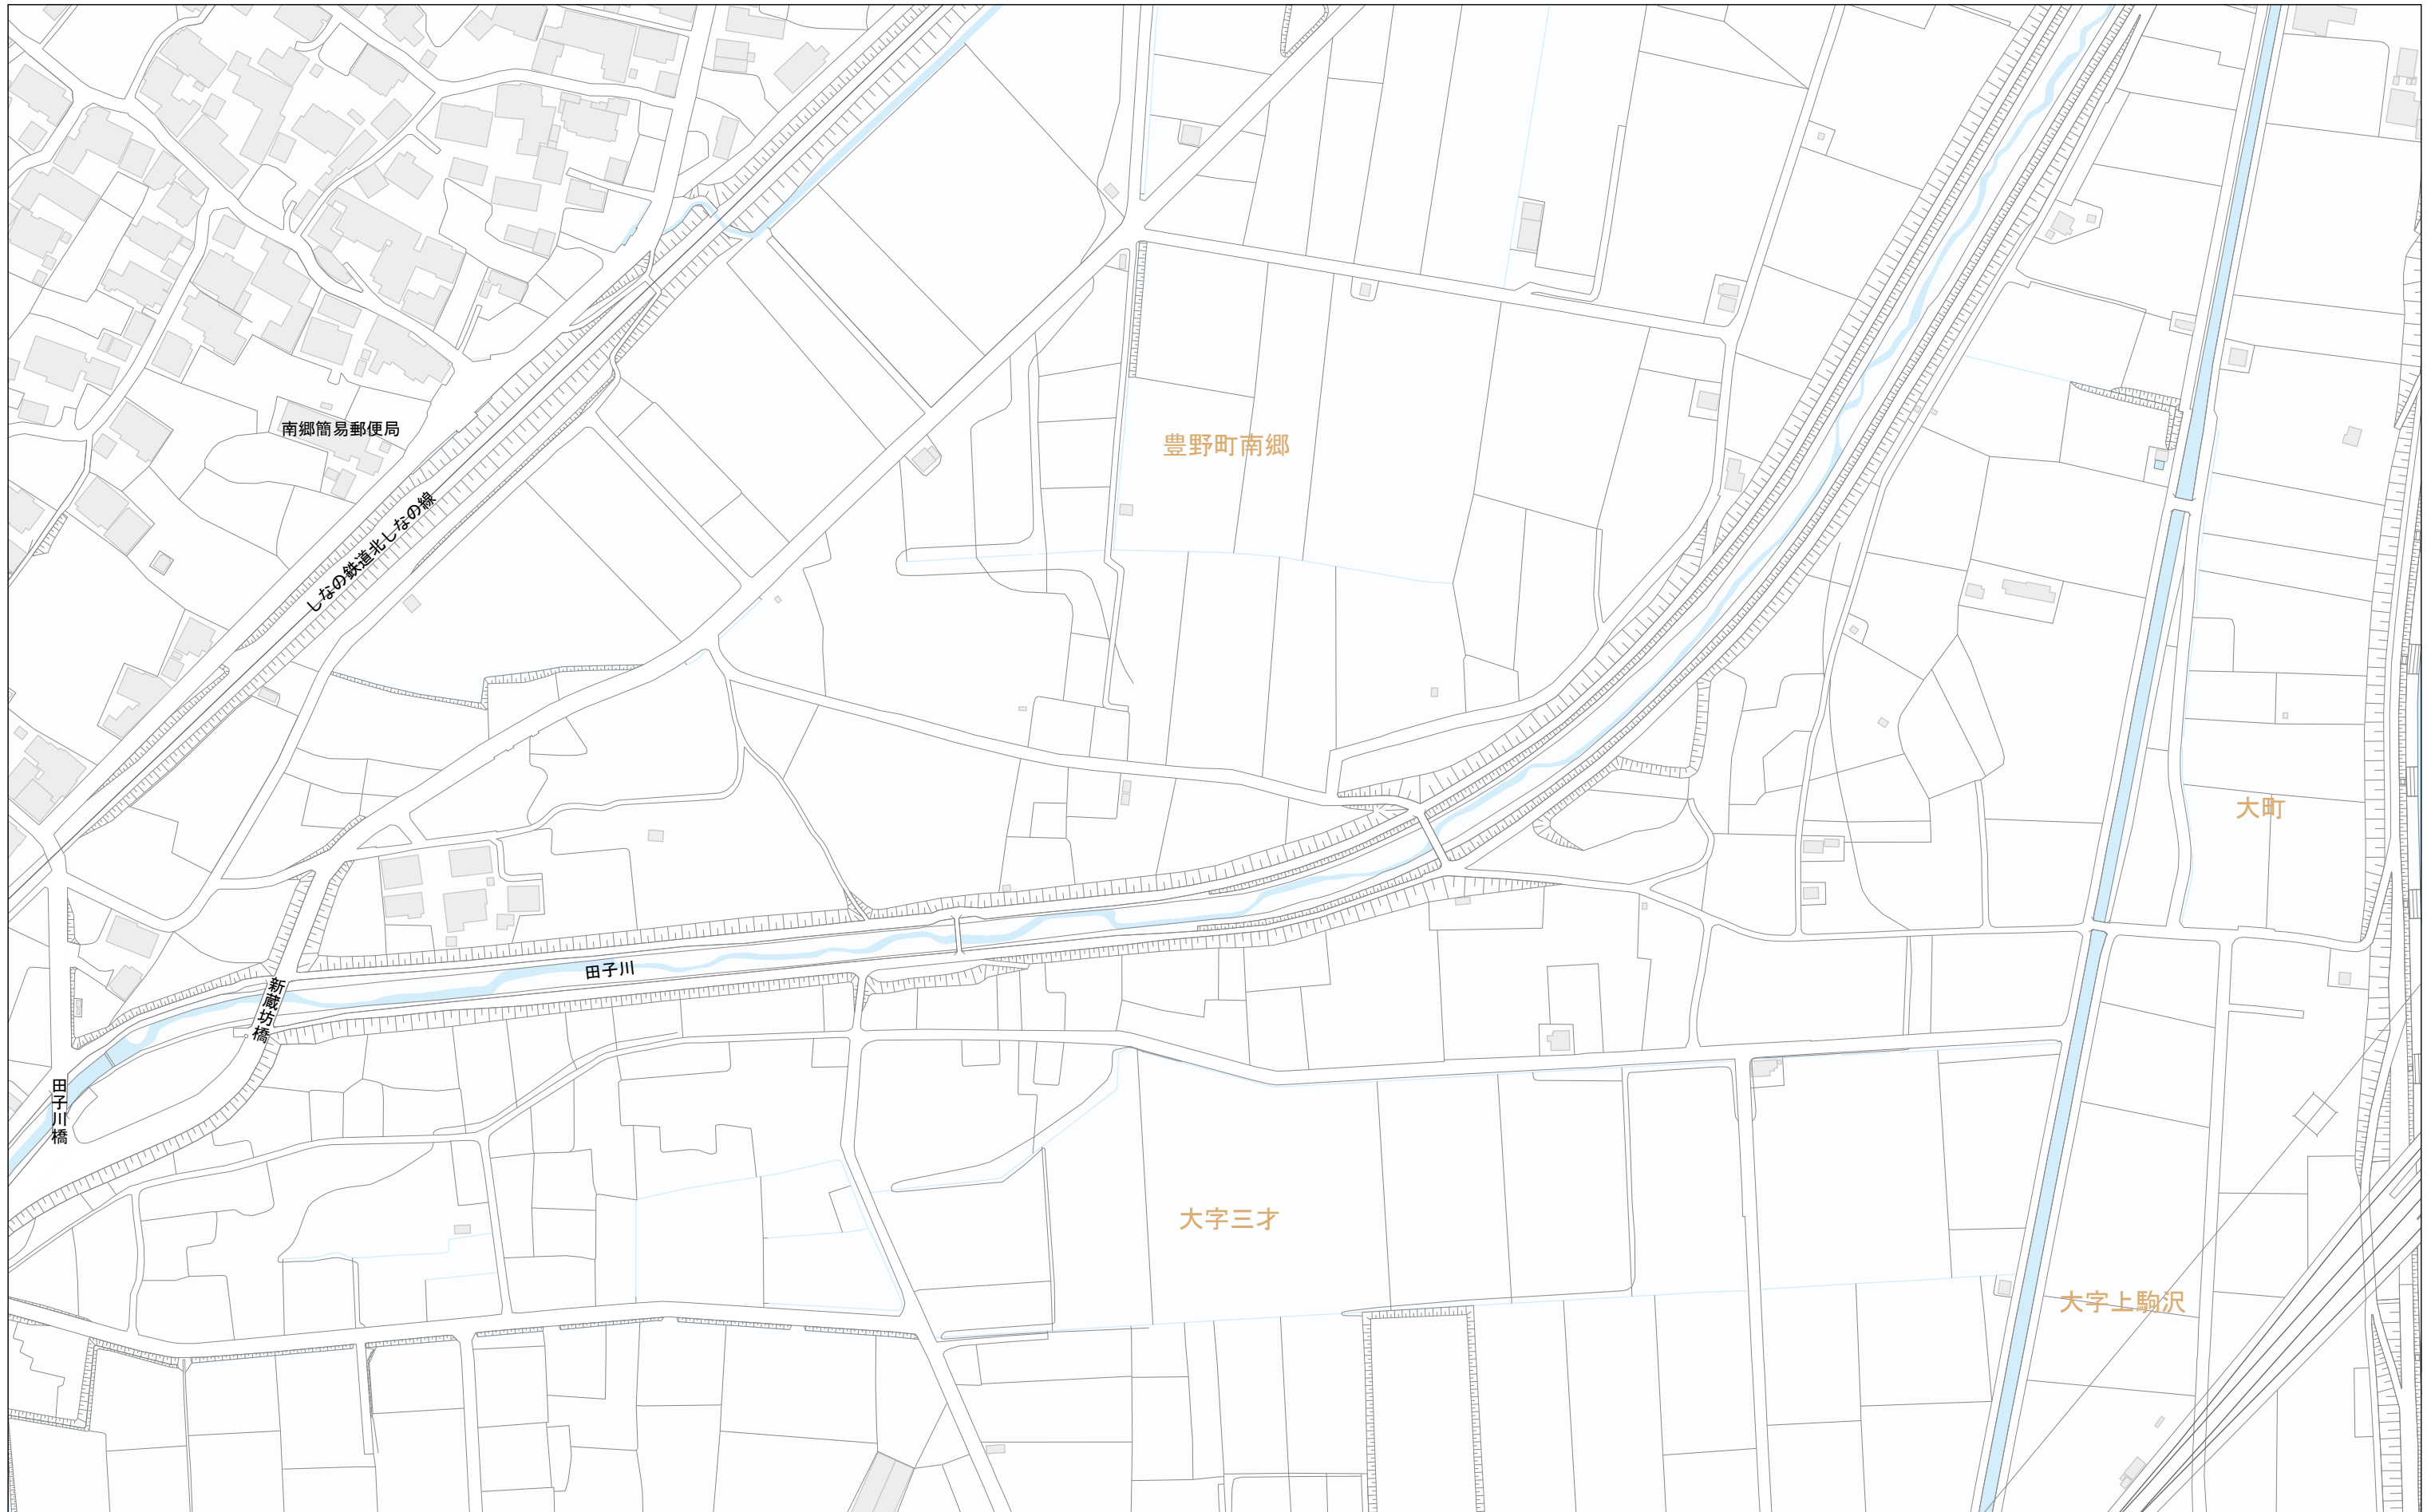 南郷簡易郵便局
豊野町南郷
しなの鉄道北しなの線
大町
田子川
新蔵坊橋
田子川橋
大字三才
大字上駒沢